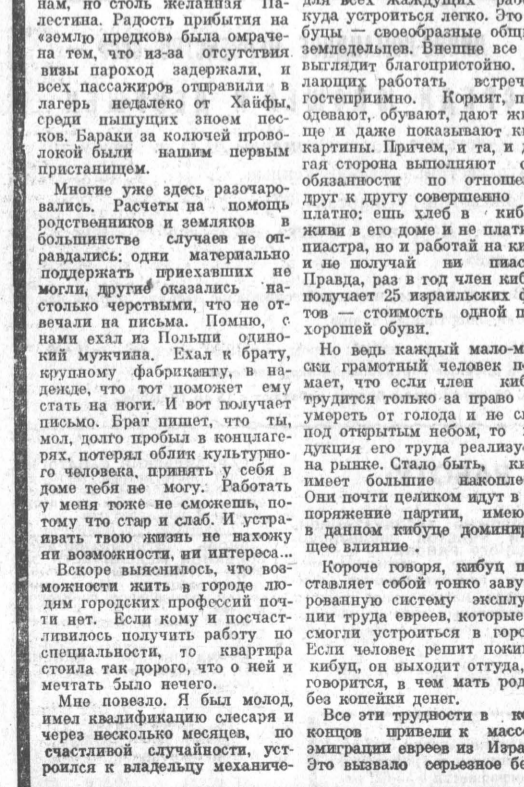 нам, но столь желанная Па-
лестина. Радость прибытия на
«землю предков» была омраче-
на тем, что из-за отсутствия
визы пароход задержали, и
всех пассажиров отправили в
лагерь недалеко от Хайфы,
среди пышущих зноем пес-
ков. Бараки за колючей прово-
локой были нашим первым
пристанищем.
Многие уже здесь разочаро-
вались. Расчеты на помощь
родственников и земляков в
большинстве случаев не оп-
равдались: одни материально
поддержать приехавших не
могли, другие оказались на-
столько черствыми, что не от-
вечали на письма. Помню, с
нами ехал из Польши одино-
кий мужчина. Ехал к брату,
крупному фабриканту, в на-
дежде, что тот поможет ему
стать на ноги. И вот получает
письмо. Брат пишет, что ты,
мол, долго пробыл в концлаге-
рях, потерял облик культурно-
го человека, принять у себя в
доме тебя не могу. Работать
у меня тоже не сможешь, по-
тому что стар и слаб. И устра-
ивать твою жизнь не нахожу
ни возможности, ни интереса...
Вскоре выяснилось, что воз-
можности жить в городе лю-
дям городских профессий поч-
ти нет. Если кому и посчаст-
ливилось получить работу по
специальности, то квартира
стоила так дорого, что о ней и
мечтать было нечего.
Мне повезло. Я был молод,
имел квалификацию слесаря и
через несколько месяцев, по
счастливой случайности, уст-
роился к владельцу механиче-
для всех жаждущих
куда устроиться легко. Это
буцы — своеобразные общ
земледельцев. Внешне все
выглядит благопристойно.
лающих работать встреч
гостеприимно. Кормят, п
одевают, обувают, дают ж
ще и даже показывают к
картины. Причем, и та, и д
гая сторона выполняют с
обязанности по отноше
друг к другу совершенно
платно: ешь хлеб в киб
живи в его доме и не плат
пиастра, но и работай на к
и не получай ни пиас
Правда, раз в год член киб
получает 25 израильских ф
тов — стоимость одной п
хорошей обуви.
Но ведь каждый мало-м
ски грамотный человек п
мает, что если член киб
трудится только за право
умереть от голода и не с
под открытым небом, то
дукция его труда реализу
на рынке. Стало быть, к
имеет большие накопле
Они почти целиком идут в
поряжение партии, имею
в данном кибуце доминир
щее влияние.
Короче говоря, кибуц п
ставляет собой тонко заву
рованную систему эксплу
ции труда евреев, которые
смогли устроиться в горо
Если человек решит поки
кибуц, он выходит оттуда,
говорится, в чем мать род
без копейки денег.
Все эти трудности в к
концов привели к масс
эмиграции евреев из Изра
Это вызвало серьезное бе